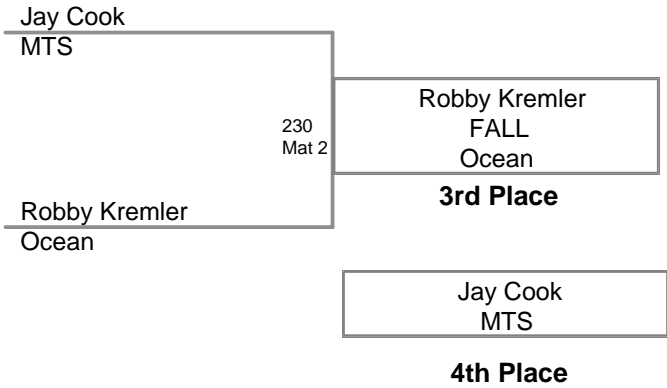 Jay Cook
MTS
Robby Kremler
FALL
Ocean
230
Mat 2
3rd Place
Robby Kremler
Ocean
Jay Cook
MTS
4th Place